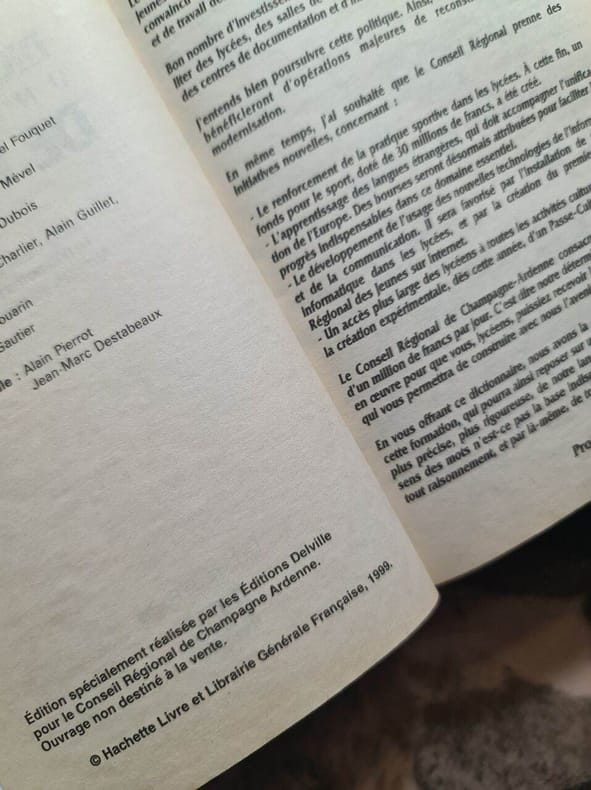 el Fouquet
Mével
Dubois
Charlier, Alain Guillet,
ouarin
Sautier
le : Alain Pierrot
Jean-Marc Destabeaux
Édition spécialement réalisée par les Éditions Delville
pour le Conseil Régional de Champagne Ardenne.
Ouvrage non destiné à la vente.
© Hachette Livre et Librairie Générale Française, 1999.
jeunes
convainc
et de travail de
Bon nombre d'investisse
lier des lycées, des salles de
des centres de documentation et d'in
J'entends bien poursuivre cette politique. Ainsi,
bénéficieront d'opérations majeures de reconst
modernisation.
En même temps, j'ai souhaité que le Conseil Régional prenne des
initiatives nouvelles, concernant :
- Le renforcement de la pratique sportive dans les lycées. À cette fin, un
fonds pour le sport, doté de 30 millions de francs, a été créé.
- L'apprentissage des langues étrangères, qui doit accompagner l'unifica
tion de l'Europe. Des bourses seront désormais attribuées pour faciliter l
progrès indispensables dans ce domaine essentiel.
- Le développement de l'usage des nouvelles technologies de l'infor
et de la communication. Il sera favorisé par l'installation de
informatique dans les lycées, et par la création du premie
Régional des Jeunes sur Internet.
- Un accès plus large des lycéens à toutes les activités cultur
la création expérimentale, dès cette année, d'un Passe-Cult
Le Conseil Régional de Champagne-Ardenne consacr
d'un million de francs par jour. C'est dire notre déterm
en œuvre pour que vous, lycéens, puissiez recevoir l
qui vous permettra de construire avec nous l'aven
En vous offrant ce dictionnaire, nous avons la
cette formation, qui pourra ainsi reposer sur u
plus précise, plus rigoureuse, de notre lan
sens des mots n'est-ce pas la base indis
tout raisonnement, et par là-même, de
Pro